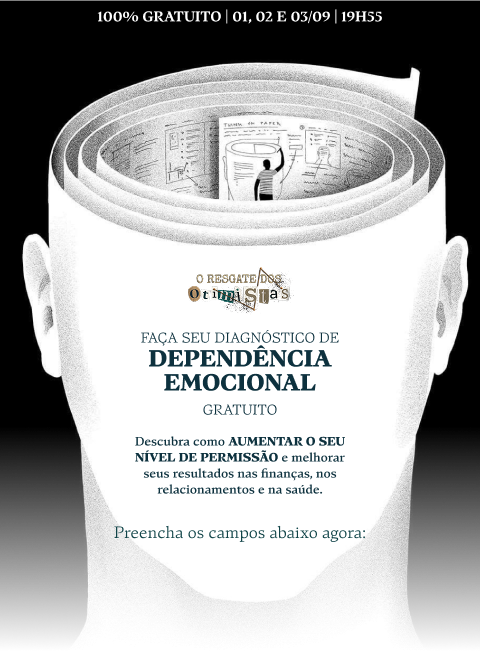 100% GRATUITO | 01, 02 E 03/09 | 19H55
O RESGATE DOS
OtimiStas
FAÇA SEU DIAGNÓSTICO DE
DEPENDÊNCIA
EMOCIONAL
GRATUITO
Descubra como AUMENTAR O SEU
NÍVEL DE PERMISSÃO e melhorar
seus resultados nas finanças, nos
relacionamentos e na saúde.
Preencha os campos abaixo agora: